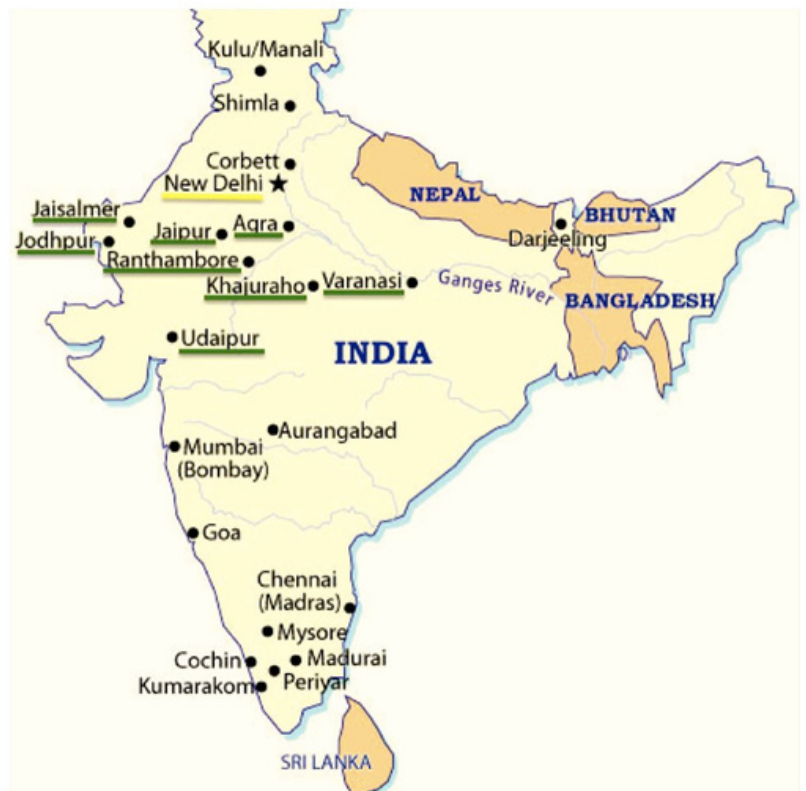 Kulu/Manali
Shimla
Corbett
New Delhi
NEPAL
Jaisalmer
BHUTAN
Jaipur
Agra
Jodhpur
Darjeeling
Ranthambore
Khajuraho
Varanasi
Ganges River
BANGLADESH
Udaipur
INDIA
Aurangabad
Mumbai
(Bombay)
Goa
Chennai
(Madras)
Mysore
Cochin
Madurai
Kumarakom
Periyar
SRI LANKA